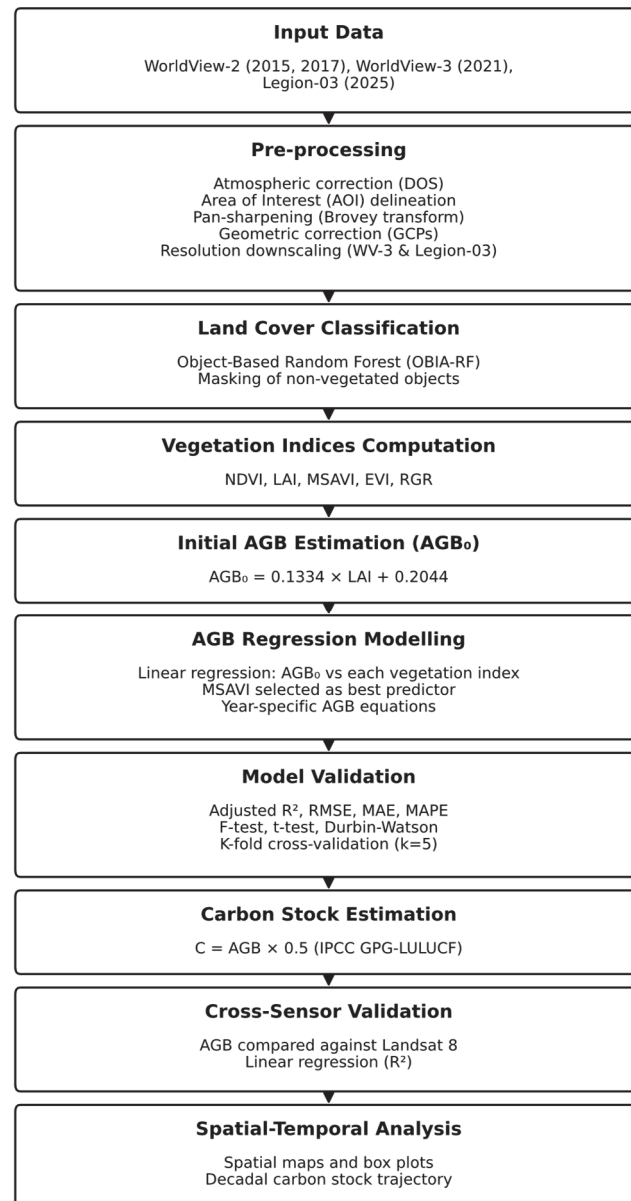 Input Data
WorldView-2 (2015, 2017), WorldView-3 (2021),
Legion-03 (2025)
Pre-processing
Atmospheric correction (DOS)
Area of Interest (AOI) delineation
Pan-sharpening (Brovey transform)
Geometric correction (GCPs)
Resolution downscaling (WV-3 & Legion-03)
Land Cover Classification
Object-Based Random Forest (OBIA-RF)
Masking of non-vegetated objects
Vegetation Indices Computation
NDVI, LAI, MSAVI, EVI, RGR
Initial AGB Estimation (AGB₀)
AGB₀ = 0.1334 × LAI + 0.2044
AGB Regression Modelling
Linear regression: AGB₀ vs each vegetation index
MSAVI selected as best predictor
Year-specific AGB equations
Model Validation
Adjusted R², RMSE, MAE, MAPE
F-test, t-test, Durbin-Watson
K-fold cross-validation (k=5)
Carbon Stock Estimation
C = AGB × 0.5 (IPCC GPG-LULUCF)
Cross-Sensor Validation
AGB compared against Landsat 8
Linear regression (R²)
Spatial-Temporal Analysis
Spatial maps and box plots
Decadal carbon stock trajectory